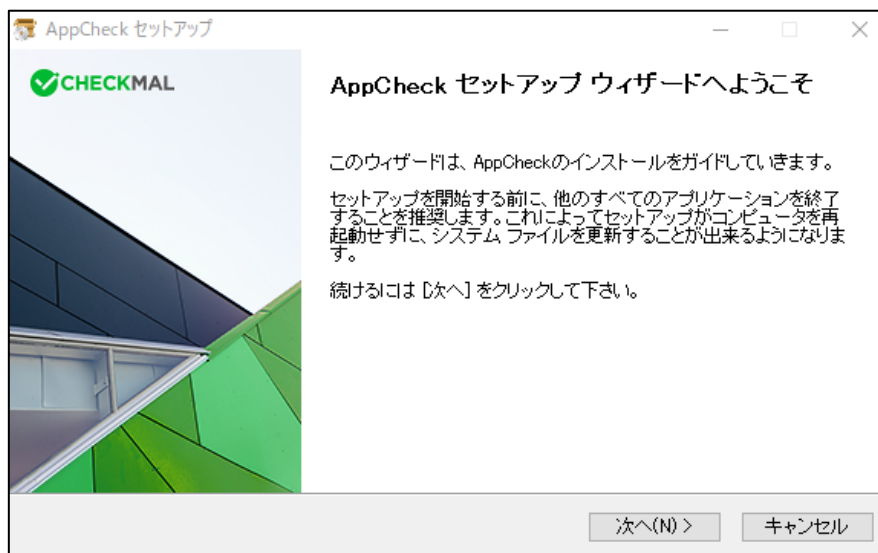 AppCheck セットアップ
CHECKMAL
AppCheck セットアップ ウィザードへようこそ
このウィザードは、AppCheckのインストールをガイドしていきます。
セットアップを開始する前に、他のすべてのアプリケーションを終了
することを推奨します。これによってセットアップがコンピュータを再
起動せずに、システム ファイルを更新することが出来るようになりま
す。
続けるには [次へ] をクリックして下さい。
次へ(N) >
キャンセル